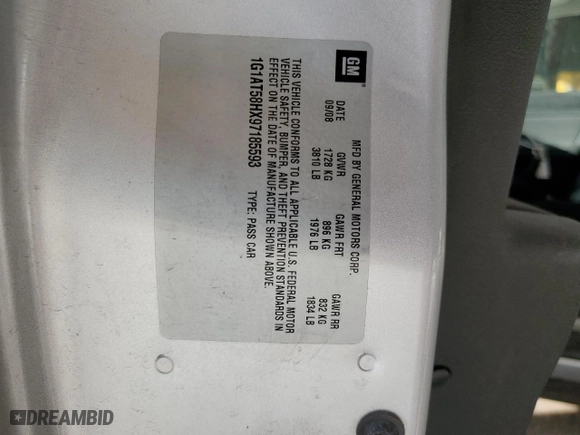 GM
MFD BY GENERAL MOTORS CORP.
DATE GVWR GAWR FRT GAWR RR
09/08 1728 KG 896 KG 832 KG
3810 LB 1976 LB 1834 LB
THIS VEHICLE CONFORMS TO ALL APPLICABLE U.S. FEDERAL MOTOR
VEHICLE SAFETY, BUMPER, AND THEFT PREVENTION STANDARDS IN
EFFECT ON THE DATE OF MANUFACTURE SHOWN ABOVE.
1G1AT58HX97185593 TYPE: PASS CAR
DREAMBID